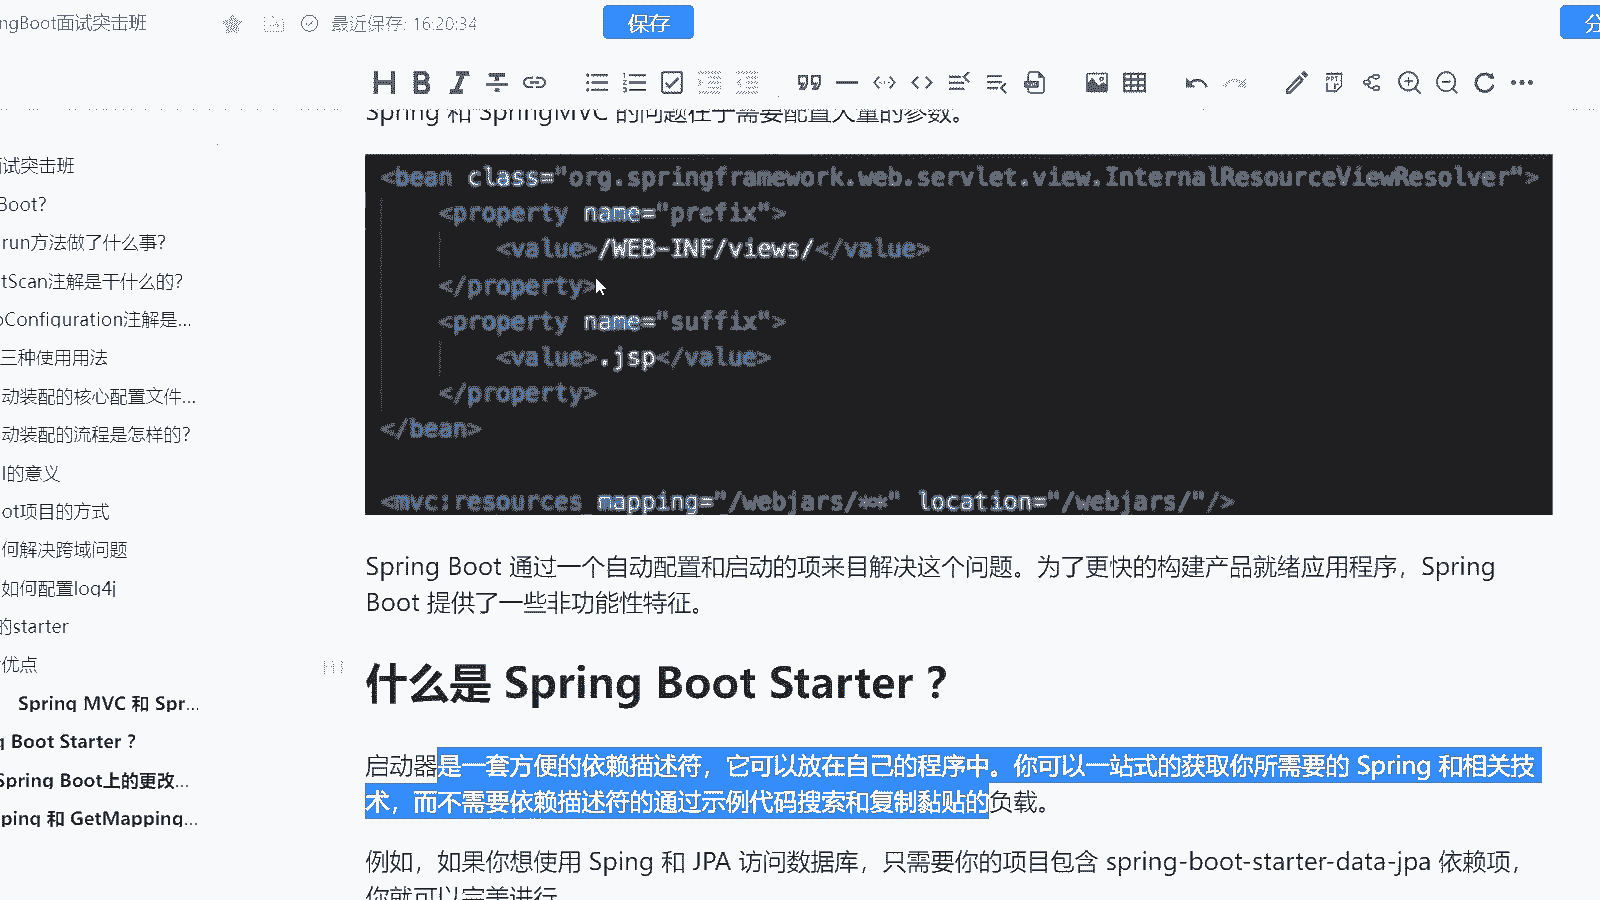 ngBoot面试突击班
最近保存: 16:20:34
保存
分
面试突击班
Boot?
run方法做了什么事?
tScan注解是干什么的?
oConfiguration注解是...
三种使用用法
动装配的核心配置文件...
动装配的流程是怎样的?
l的意义
ot项目的方式
何解决跨域问题
如何配置log4j
的starter
优点
Spring MVC 和 Spr...
g Boot Starter ?
Spring Boot上的更改...
ping 和 GetMapping...
Spring 和 SpringMVC 的问题在于需要配置大量的参数。
<bean class="org.springframework.web.servlet.view.InternalResourceViewResolver">
<property name="prefix">
<value>/WEB-INF/views/</value>
</property>
<property name="suffix">
<value>.jsp</value>
</property>
</bean>
<mvc:resources mapping="/webjars/**" location="/webjars/"/>
Spring Boot 通过一个自动配置和启动的项来目解决这个问题。为了更快的构建产品就绪应用程序，Spring
Boot 提供了一些非功能性特征。
H1
什么是 Spring Boot Starter ?
启动器是一套方便的依赖描述符，它可以放在自己的程序中。你可以一站式的获取你所需要的 Spring 和相关技
术，而不需要依赖描述符的通过示例代码搜索和复制黏贴的负载。
例如，如果你想使用 Sping 和 JPA 访问数据库，只需要你的项目包含 spring-boot-starter-data-jpa 依赖项，
你就可以完美进行